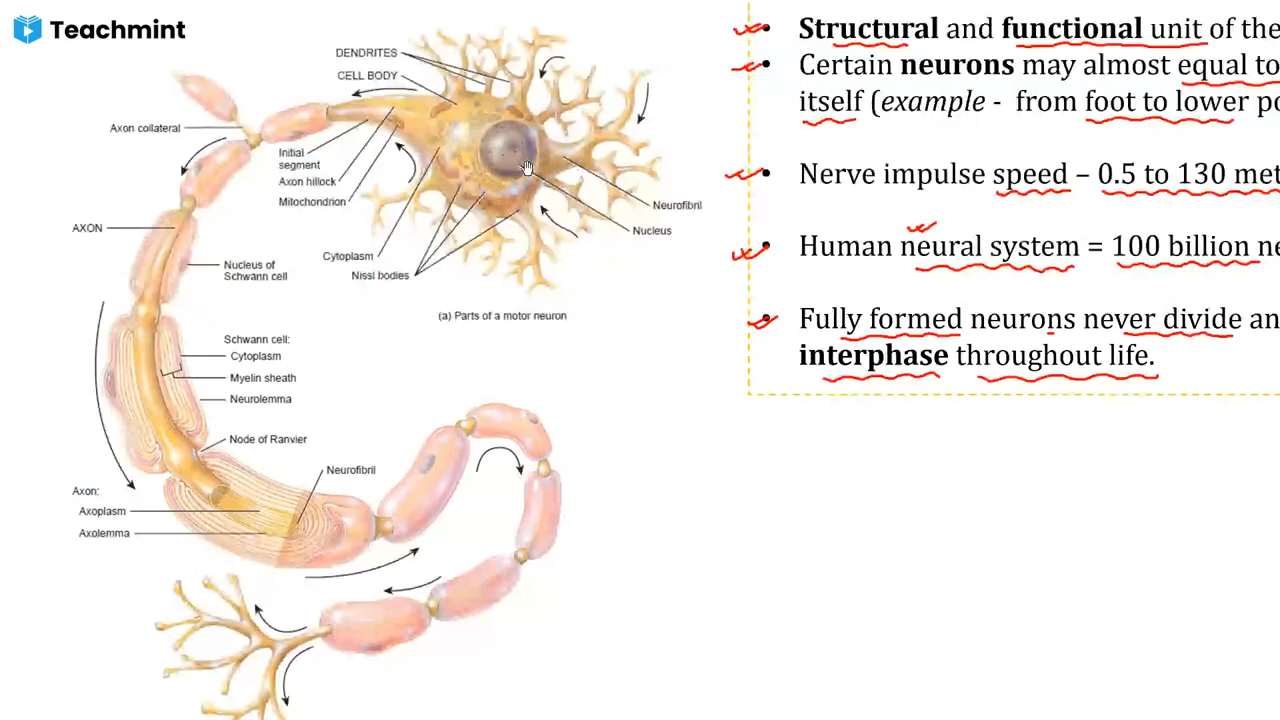 Teachmint
DENDRITES
CELL BODY
Axon collateral
Initial
segment
Axon hillock
Mitochondrion
AXON
Neurofibril
Nucleus
Cytoplasm
Nissl bodies
Nucleus of
Schwann cell
(a) Parts of a motor neuron
Schwann cell:
Cytoplasm
Myelin sheath
Neurolemma
Node of Ranvier
Neurofibril
Axon:
Axoplasm
Axolemma
• Structural and functional unit of the
• Certain neurons may almost equal to
itself (example - from foot to lower
• Nerve impulse speed – 0.5 to 130
• Human neural system = 100 billion
• Fully formed neurons never divide
interphase throughout life.